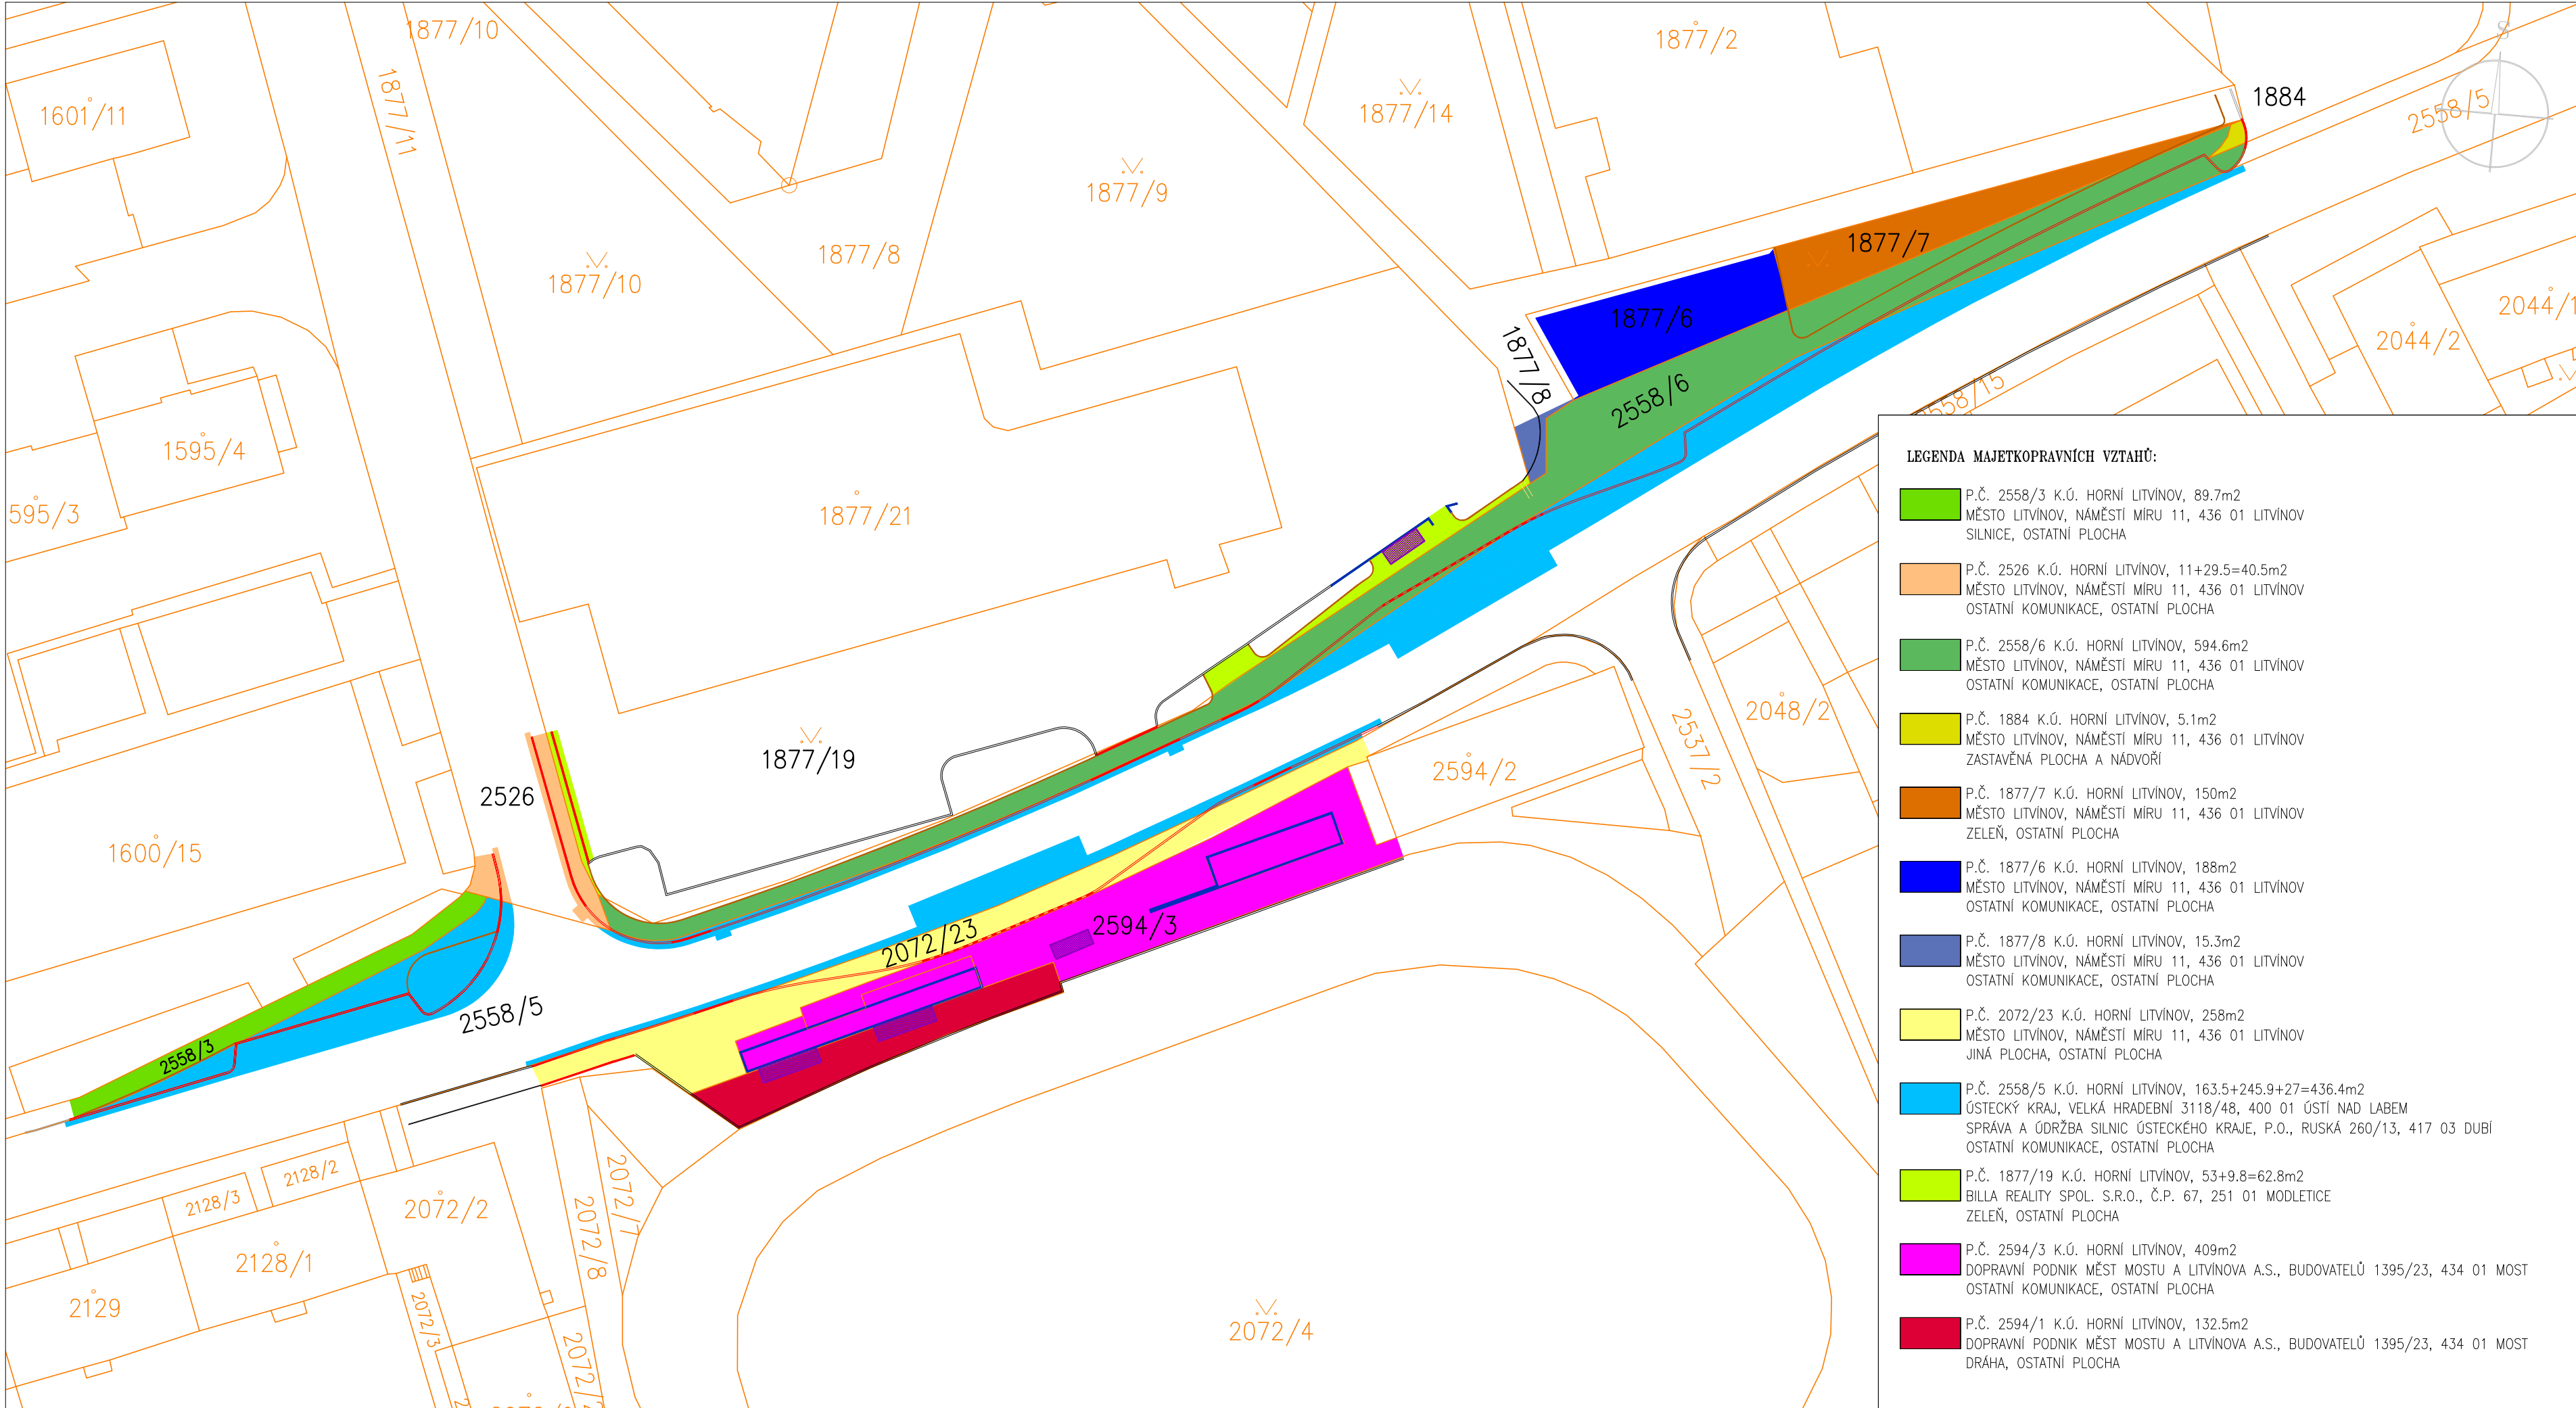 1877/10
1877/2
S
1877/11
1601/11
1877/14
1884
2558/5
1877/9
1877/8
1877/10
1877/7
1877/6
1877/8
2044/2
2558/6
2558/15
1595/4
595/3
1877/21
1877/19
2526
1600/15
2594/2
2537/2
2048/2
2072/23
2594/3
2558/5
2558/3
2128/2
2128/3
2072/2
2128/1
2129
2072/7
2072/8
2072/3
2072/4
LEGENDA MAJETKOPRAVNÍCH VZTAHŮ:
P.Č. 2558/3 K.Ú. HORNÍ LITVÍNOV, 89.7m2
MĚSTO LITVÍNOV, NÁMĚSTÍ MÍRU 11, 436 01 LITVÍNOV
SILNICE, OSTATNÍ PLOCHA
P.Č. 2526 K.Ú. HORNÍ LITVÍNOV, 11+29.5=40.5m2
MĚSTO LITVÍNOV, NÁMĚSTÍ MÍRU 11, 436 01 LITVÍNOV
OSTATNÍ KOMUNIKACE, OSTATNÍ PLOCHA
P.Č. 2558/6 K.Ú. HORNÍ LITVÍNOV, 594.6m2
MĚSTO LITVÍNOV, NÁMĚSTÍ MÍRU 11, 436 01 LITVÍNOV
OSTATNÍ KOMUNIKACE, OSTATNÍ PLOCHA
P.Č. 1884 K.Ú. HORNÍ LITVÍNOV, 5.1m2
MĚSTO LITVÍNOV, NÁMĚSTÍ MÍRU 11, 436 01 LITVÍNOV
ZASTAVĚNÁ PLOCHA A NÁDVOŘÍ
P.Č. 1877/7 K.Ú. HORNÍ LITVÍNOV, 150m2
MĚSTO LITVÍNOV, NÁMĚSTÍ MÍRU 11, 436 01 LITVÍNOV
ZELEŇ, OSTATNÍ PLOCHA
P.Č. 1877/6 K.Ú. HORNÍ LITVÍNOV, 188m2
MĚSTO LITVÍNOV, NÁMĚSTÍ MÍRU 11, 436 01 LITVÍNOV
OSTATNÍ KOMUNIKACE, OSTATNÍ PLOCHA
P.Č. 1877/8 K.Ú. HORNÍ LITVÍNOV, 15.3m2
MĚSTO LITVÍNOV, NÁMĚSTÍ MÍRU 11, 436 01 LITVÍNOV
OSTATNÍ KOMUNIKACE, OSTATNÍ PLOCHA
P.Č. 2072/23 K.Ú. HORNÍ LITVÍNOV, 258m2
MĚSTO LITVÍNOV, NÁMĚSTÍ MÍRU 11, 436 01 LITVÍNOV
JINÁ PLOCHA, OSTATNÍ PLOCHA
P.Č. 2558/5 K.Ú. HORNÍ LITVÍNOV, 163.5+245.9+27=436.4m2
ÚSTECKÝ KRAJ, VELKÁ HRADEBNÍ 3118/48, 400 01 ÚSTÍ NAD LABEM
SPRÁVA A ÚDRŽBA SILNIC ÚSTECKÉHO KRAJE, P.O., RUSKÁ 260/13, 417 03 DUBÍ
OSTATNÍ KOMUNIKACE, OSTATNÍ PLOCHA
P.Č. 1877/19 K.Ú. HORNÍ LITVÍNOV, 53+9.8=62.8m2
BILLA REALITY SPOL. S.R.O., Č.P. 67, 251 01 MODLETICE
ZELEŇ, OSTATNÍ PLOCHA
P.Č. 2594/3 K.Ú. HORNÍ LITVÍNOV, 409m2
DOPRAVNÍ PODNIK MĚST MOSTU A LITVÍNOVA A.S., BUDOVATELŮ 1395/23, 434 01 MOST
OSTATNÍ KOMUNIKACE, OSTATNÍ PLOCHA
P.Č. 2594/1 K.Ú. HORNÍ LITVÍNOV, 132.5m2
DOPRAVNÍ PODNIK MĚST MOSTU A LITVÍNOVA A.S., BUDOVATELŮ 1395/23, 434 01 MOST
DRÁHA, OSTATNÍ PLOCHA